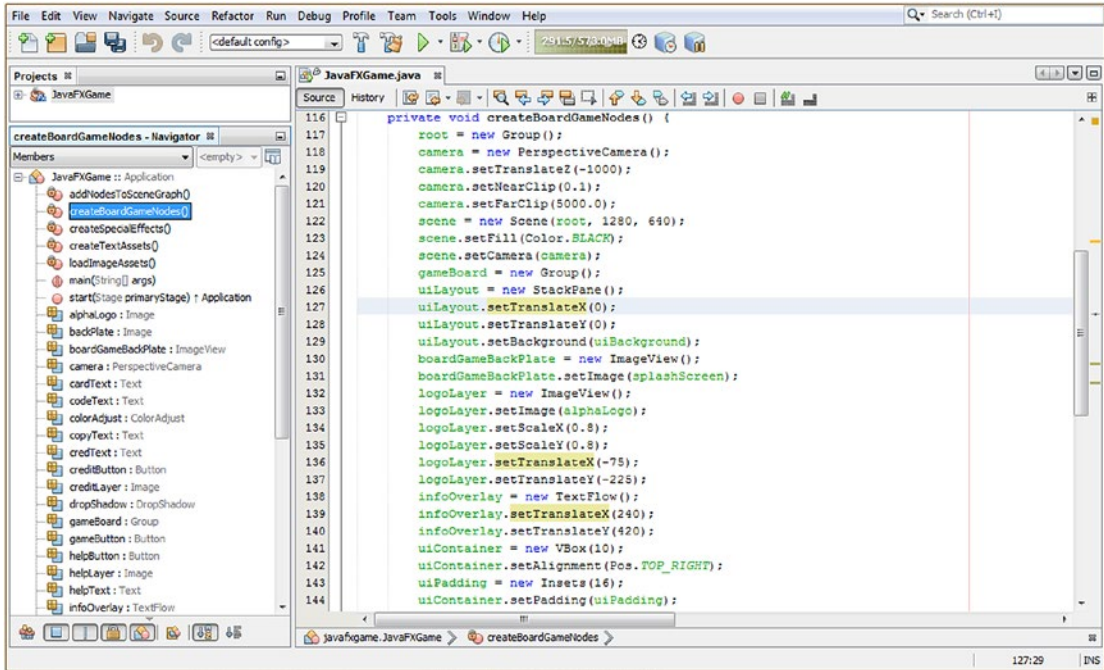 File Edit View Navigate Source Refactor Run Debug Profile Team Tools Window Help
Search (Ctrl+I)
<default config>
291.5/573.0MB
Projects
JavaFXGame
createBoardGameNodes - Navigator
Members
<empty>
JavaFXGame :: Application
addNodesToSceneGraph()
createBoardGameNodes()
createSpecialEffects()
createTextAssets()
loadImageAssets()
main(String[] args)
start(Stage primaryStage) ↑ Application
alphaLogo : Image
backPlate : Image
boardGameBackPlate : ImageView
camera : PerspectiveCamera
cardText : Text
codeText : Text
colorAdjust : ColorAdjust
copyText : Text
credText : Text
creditButton : Button
creditLayer : Image
dropShadow : DropShadow
gameBoard : Group
gameButton : Button
helpButton : Button
helpLayer : Image
helpText : Text
infoOverlay : TextFlow
JavaFXGame.java
Source History
116 private void createBoardGameNodes() {
117 root = new Group();
118 camera = new PerspectiveCamera();
119 camera.setTranslateZ(-1000);
120 camera.setNearClip(0.1);
121 camera.setFarClip(5000.0);
122 scene = new Scene(root, 1280, 640);
123 scene.setFill(Color.BLACK);
124 scene.setCamera(camera);
125 gameBoard = new Group();
126 uiLayout = new StackPane();
127 uiLayout.setTranslateX(0);
128 uiLayout.setTranslateY(0);
129 uiLayout.setBackground(uiBackground);
130 boardGameBackPlate = new ImageView();
131 boardGameBackPlate.setImage(splashScreen);
132 logoLayer = new ImageView();
133 logoLayer.setImage(alphaLogo);
134 logoLayer.setScaleX(0.8);
135 logoLayer.setScaleY(0.8);
136 logoLayer.setTranslateX(-75);
137 logoLayer.setTranslateY(-225);
138 infoOverlay = new TextFlow();
139 infoOverlay.setTranslateX(240);
140 infoOverlay.setTranslateY(420);
141 uiContainer = new VBox(10);
142 uiContainer.setAlignment(Pos.TOP_RIGHT);
143 uiPadding = new Insets(16);
144 uiContainer.setPadding(uiPadding);
javafxgame.JavaFXGame
createBoardGameNodes
127:29 INS